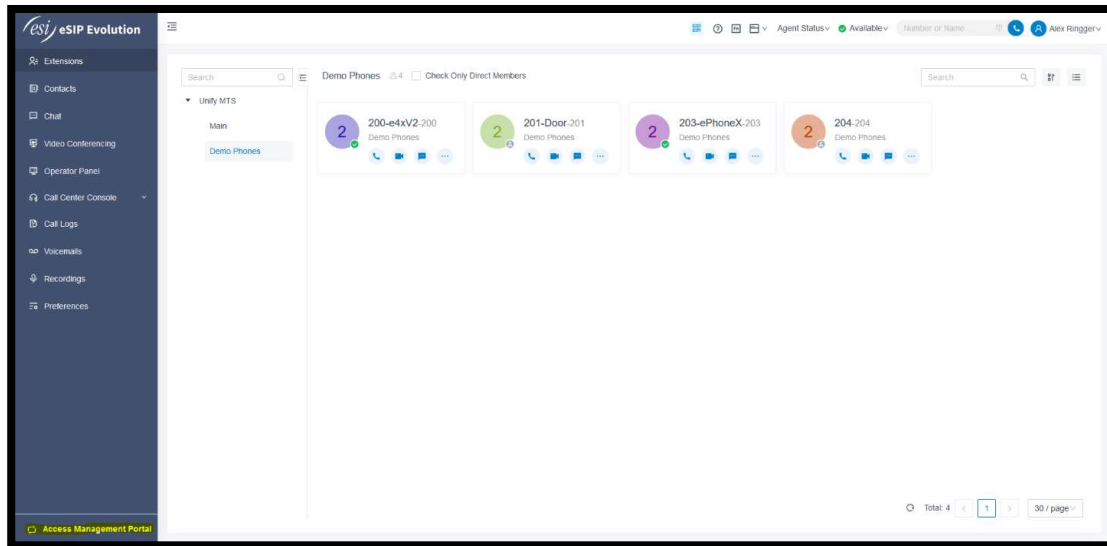 esi eSIP Evolution
Agent Status
Available
Number or Name
Alex Ringger
Extensions
Contacts
Chat
Video Conferencing
Operator Panel
Call Center Console
Call Logs
Voicemails
Recordings
Preferences
Access Management Portal
Search
Unify MTS
Main
Demo Phones
Demo Phones 4 Check Only Direct Members
Search
2
200-e4xV2-200
Demo Phones
2
201-Door-201
Demo Phones
2
203-ePhoneX-203
Demo Phones
2
204-204
Demo Phones
Total: 4 < 1 > 30 / page